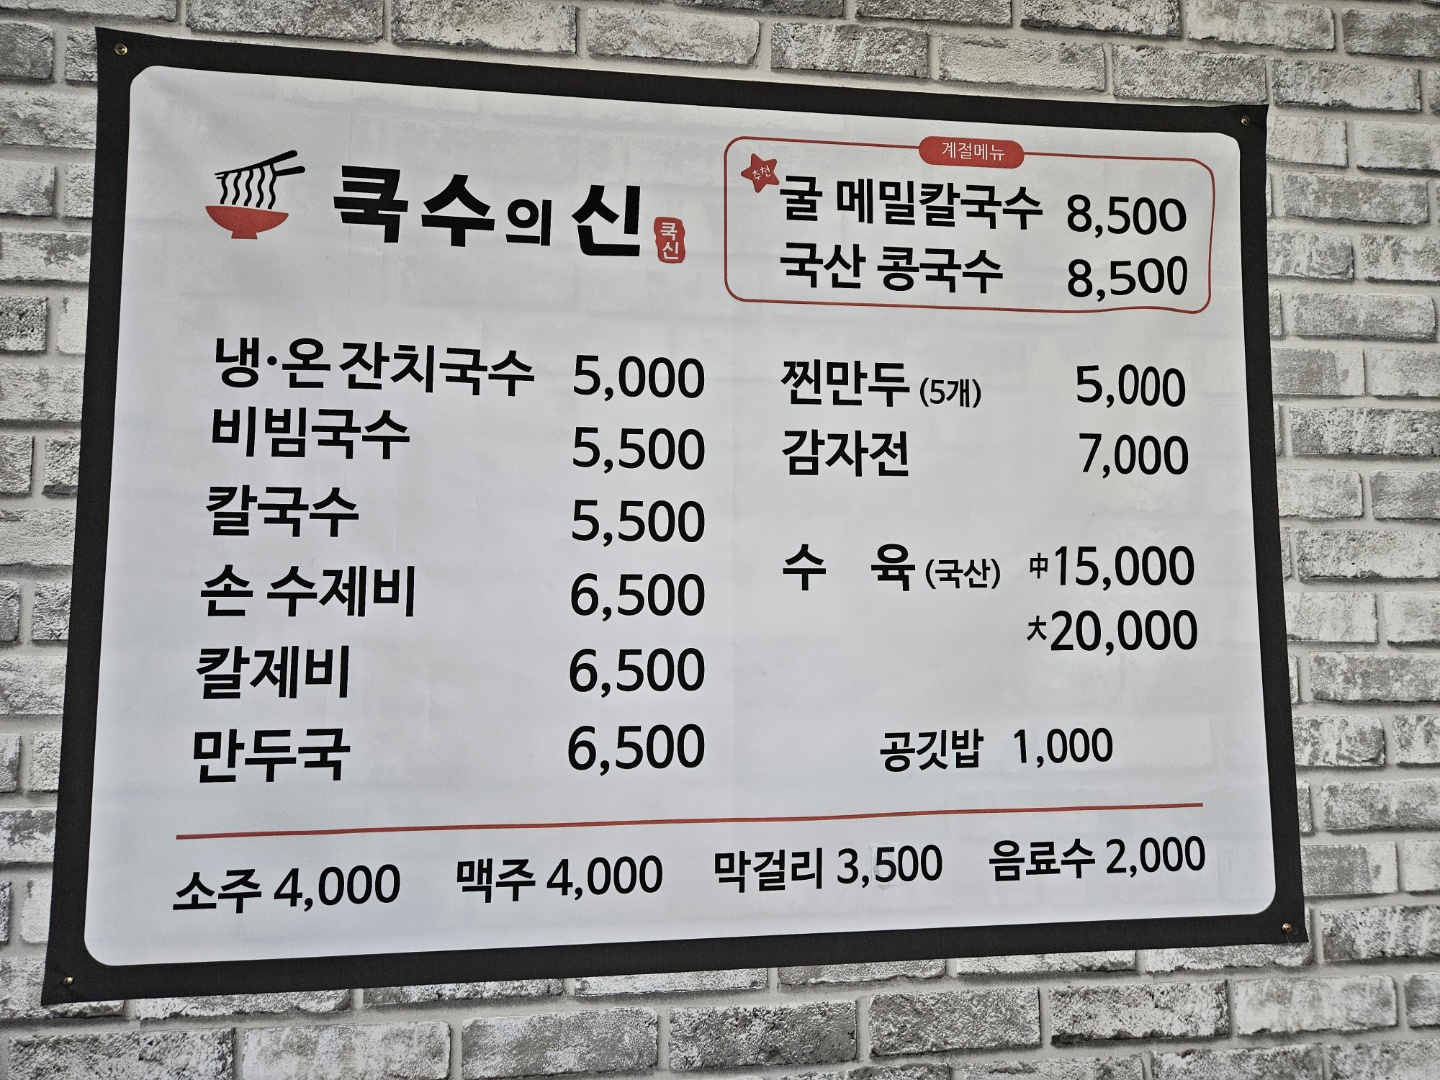 쿡수의 신
쿡신
계절메뉴
추천
굴 메밀칼국수 8,500
국산 콩국수 8,500
냉·온 잔치국수 5,000
비빔국수 5,500
칼국수 5,500
손 수제비 6,500
칼제비 6,500
만두국 6,500
찐만두 (5개) 5,000
감자전 7,000
수 육 (국산) 中15,000
大20,000
공깃밥 1,000
소주 4,000 맥주 4,000 막걸리 3,500 음료수 2,000